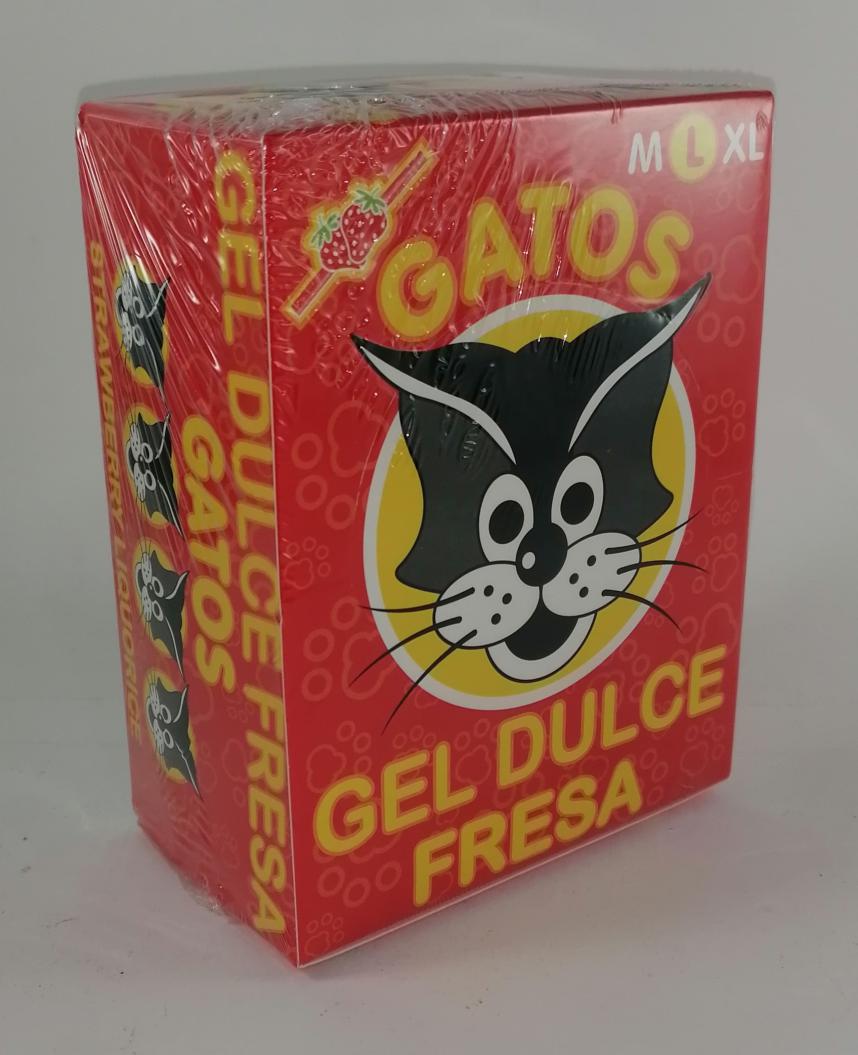 M L XL
GATOS
GEL DULCE
FRESA
GEL DULCE FRESA
GATOS
STRAWBERRY LIQUORICE